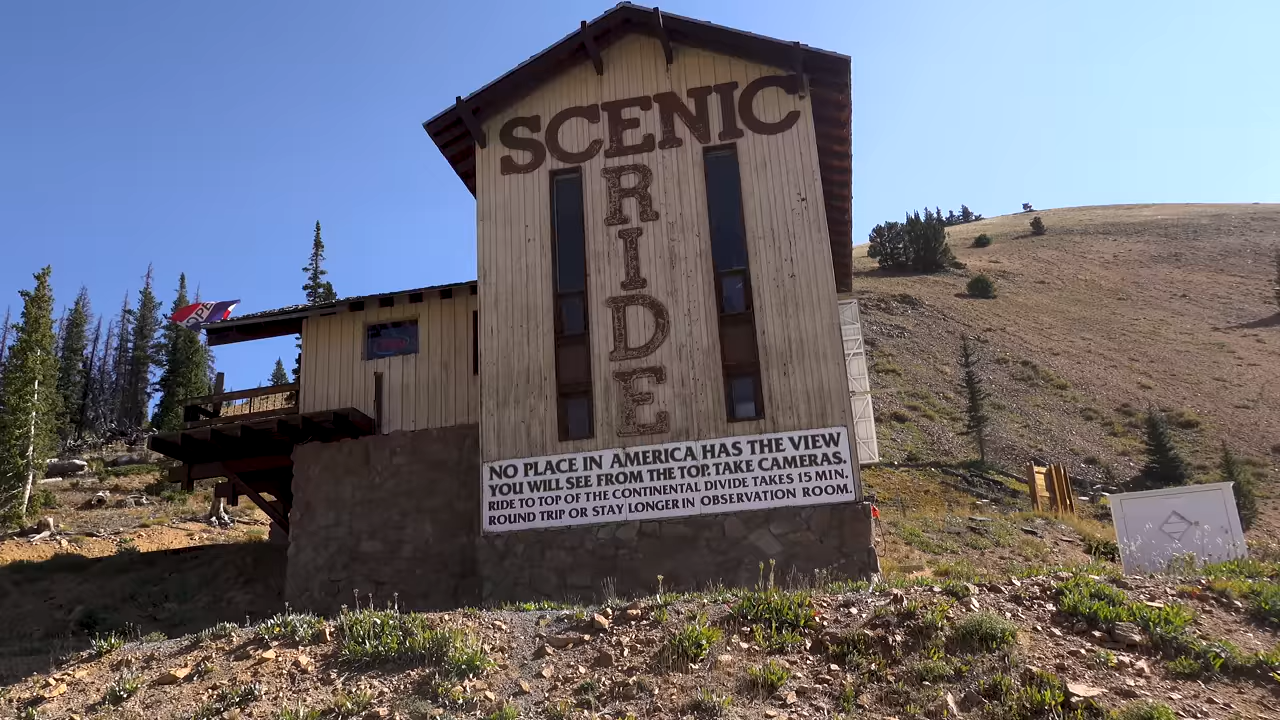 SCENIC
RIDE
NO PLACE IN AMERICA HAS THE VIEW
YOU WILL SEE FROM THE TOP. TAKE CAMERAS.
RIDE TO TOP OF THE CONTINENTAL DIVIDE TAKES 15 MIN.
ROUND TRIP OR STAY LONGER IN OBSERVATION ROOM.